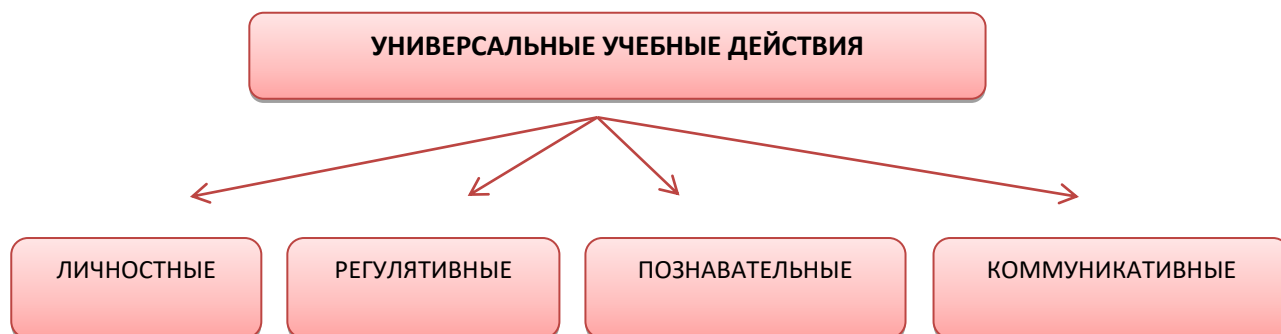 УНИВЕРСАЛЬНЫЕ УЧЕБНЫЕ ДЕЙСТВИЯ
ЛИЧНОСТНЫЕ
РЕГУЛЯТИВНЫЕ
ПОЗНАВАТЕЛЬНЫЕ
КОММУНИКАТИВНЫЕ